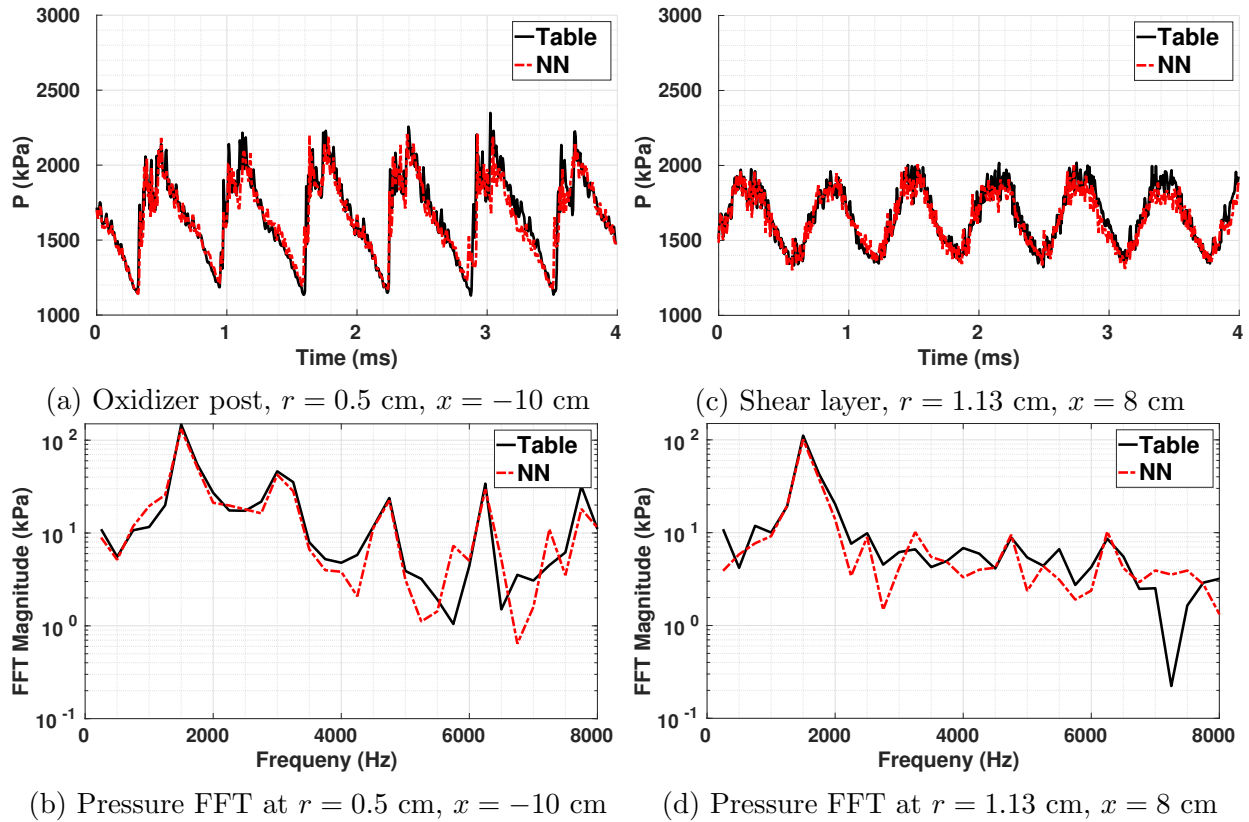 3000
2500
2000
1500
1000
P (kPa)
Table
NN
0 1 2 3 4
Time (ms)
(a) Oxidizer post, r = 0.5 cm, x = −10 cm
3000
2500
2000
1500
1000
P (kPa)
Table
NN
0 1 2 3 4
Time (ms)
(c) Shear layer, r = 1.13 cm, x = 8 cm
10^2
10^1
10^0
10^-1
FFT Magnitude (kPa)
Table
NN
0 2000 4000 6000 8000
Frequeny (Hz)
(b) Pressure FFT at r = 0.5 cm, x = −10 cm
10^2
10^1
10^0
10^-1
FFT Magnitude (kPa)
Table
NN
0 2000 4000 6000 8000
Frequeny (Hz)
(d) Pressure FFT at r = 1.13 cm, x = 8 cm